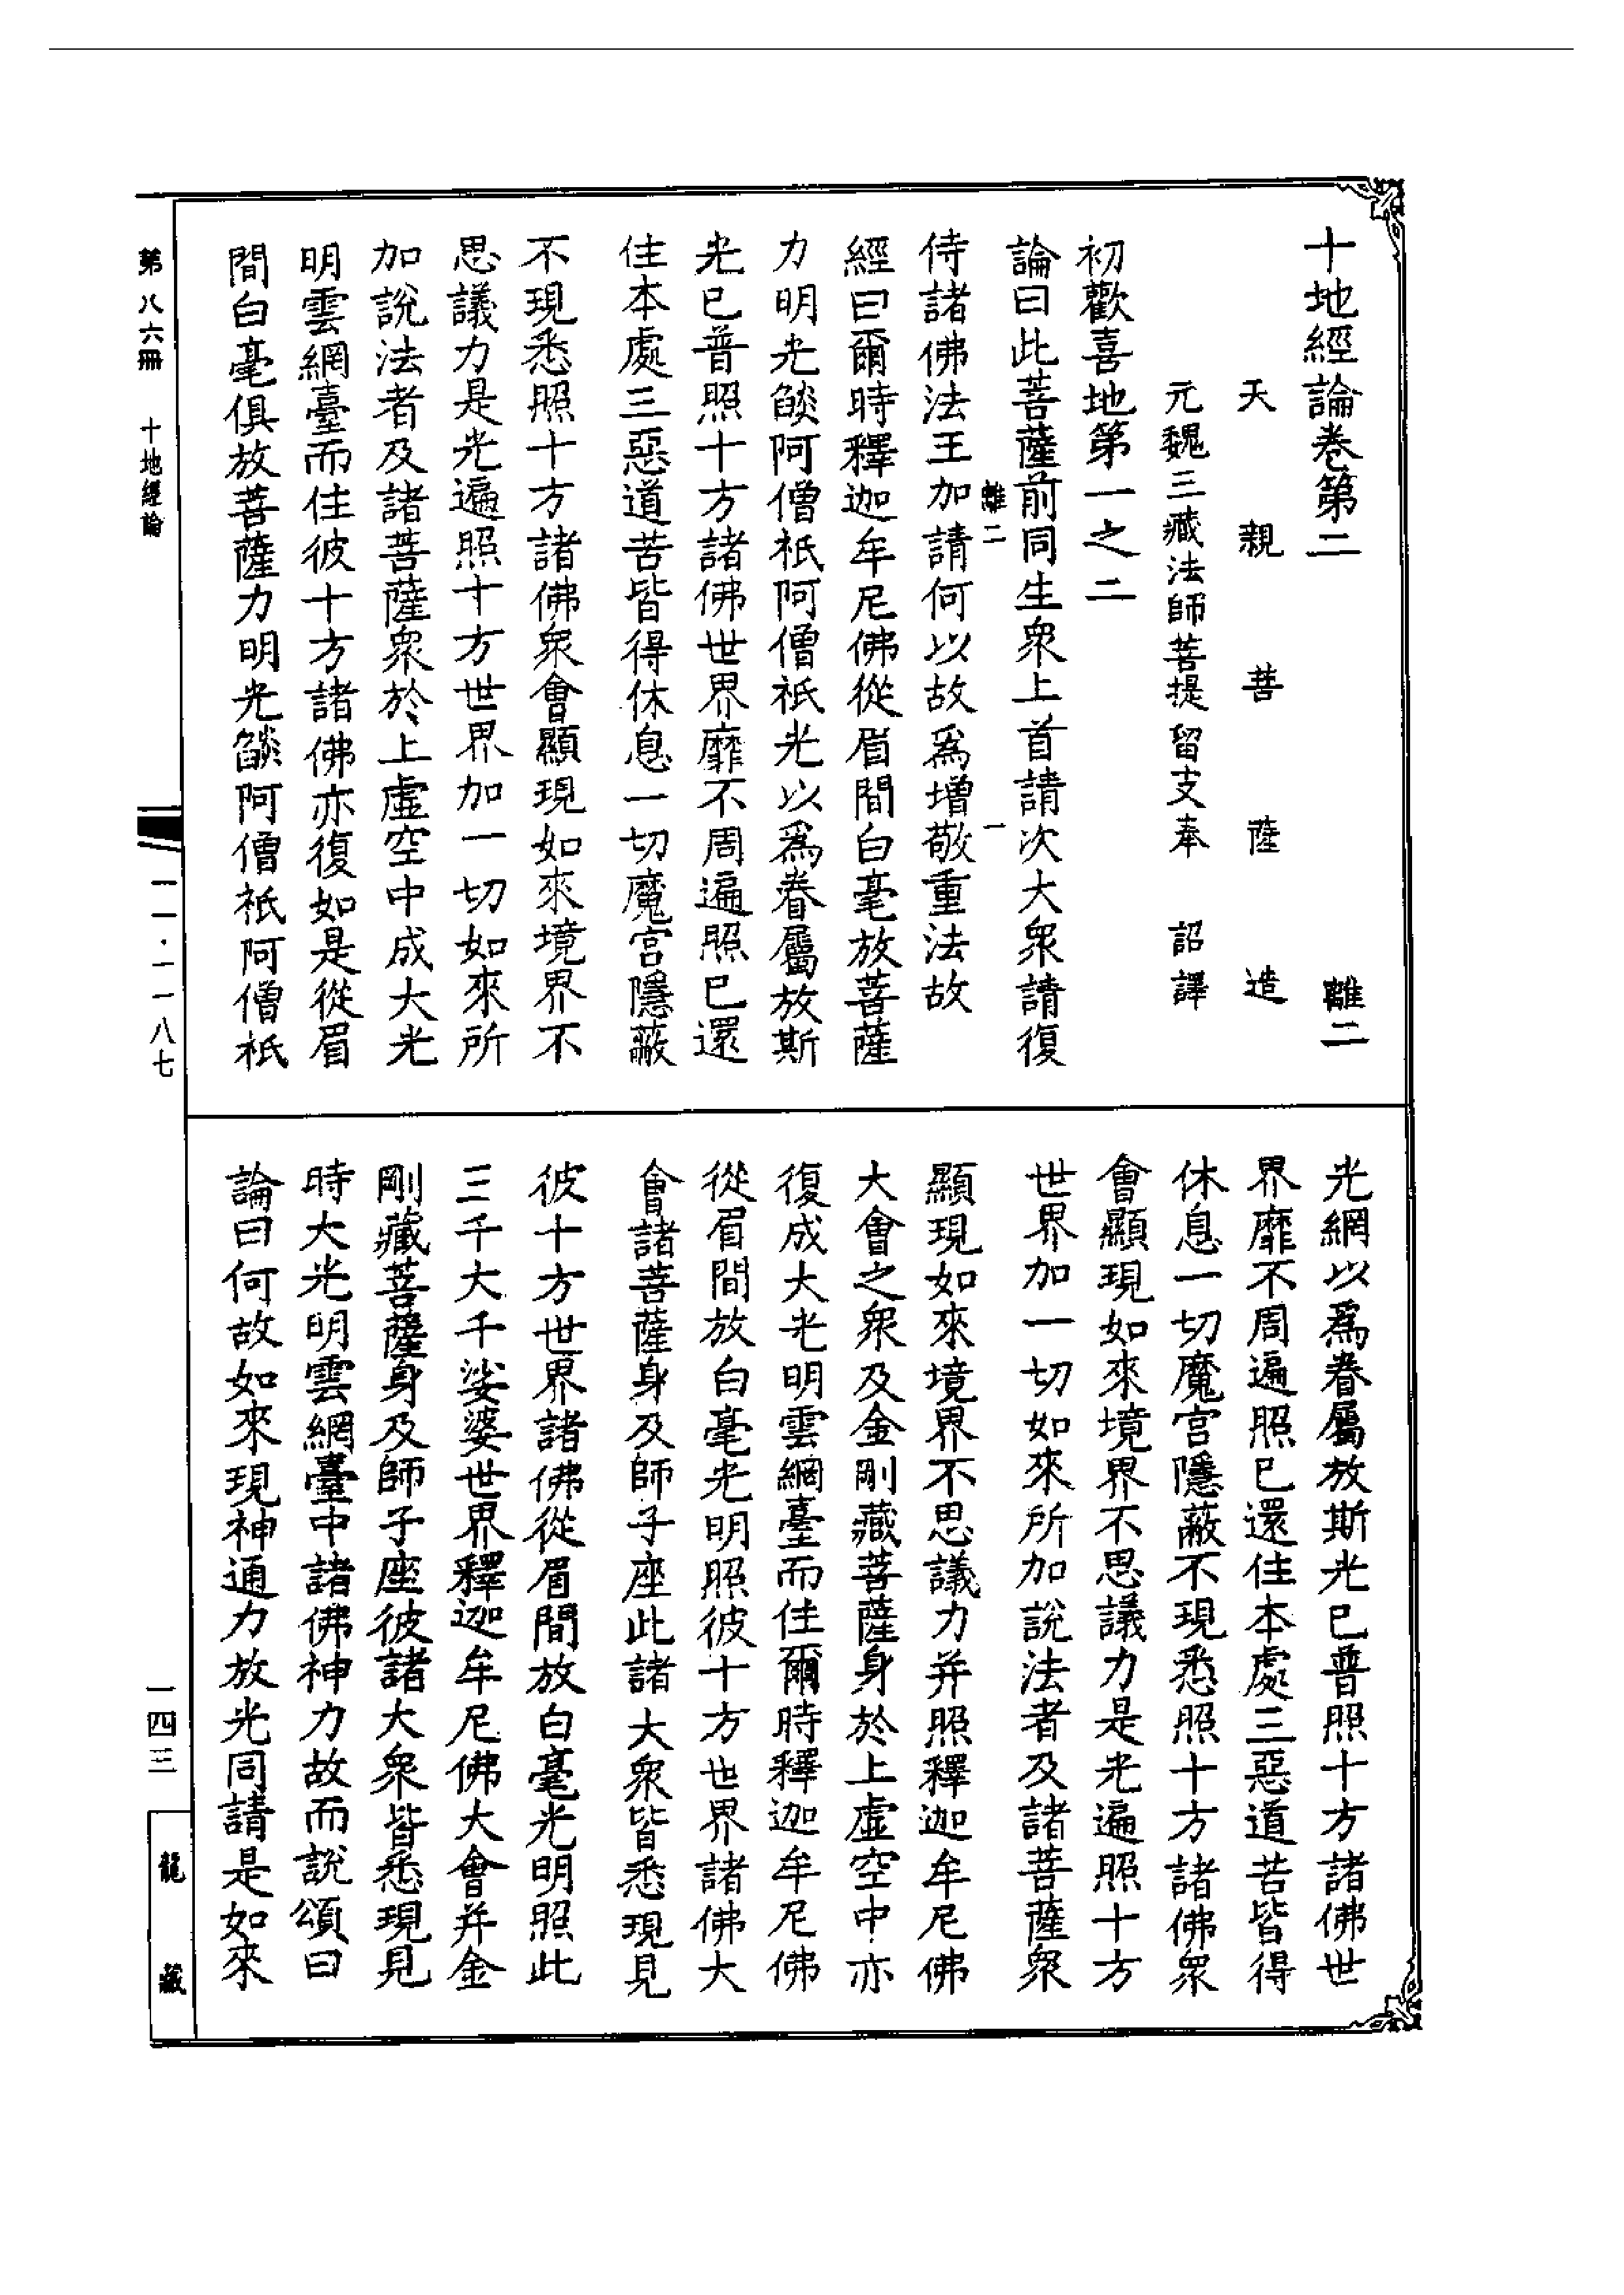 十地經論卷第二　離二
天親菩薩造
元魏三藏法師菩提留支奉　詔譯
初歡喜地第一之二
論曰此菩薩前同生衆上首請次大衆請復
離二　一
侍諸佛法王加請何以故爲增敬重法故
經曰爾時釋迦牟尼佛從眉間白毫放菩薩
力明光燄阿僧祇阿僧祇光以爲眷屬放斯
光已普照十方諸佛世界靡不周遍照已還
住本處三惡道苦皆得休息一切魔宫隱蔽
不現悉照十方諸佛衆會顯現如來境界不
思議力是光遍照十方世界加一切如來所
加說法者及諸菩薩衆於上虛空中成大光
明雲網臺而住彼十方諸佛亦復如是從眉
間白毫俱放菩薩力明光燄阿僧祇阿僧祇
光網以爲眷屬放斯光已普照十方諸佛世
界靡不周遍照已還住本處三惡道苦皆得
休息一切魔宫隱蔽不現悉照十方諸佛衆
會顯現如來境界不思議力是光遍照十方
世界加一切如來所加說法者及諸菩薩衆
顯現如來境界不思議力并照釋迦牟尼佛
大會之衆及金剛藏菩薩身於上虛空中亦
復成大光明雲網臺而住爾時釋迦牟尼佛
從眉間放白毫光明照彼十方世界諸佛大
會諸菩薩身及師子座此諸大衆皆悉現見
彼十方世界諸佛從眉間放白毫光明照此
三千大千娑婆世界釋迦牟尼佛大會并金
剛藏菩薩身及師子座彼諸大衆皆悉現見
時大光明雲網臺中諸佛神力故而說頌曰
論曰何故如來現神通力放光同請是如來
第八六冊　十地經論
一一·一一八七
一四三
龍藏